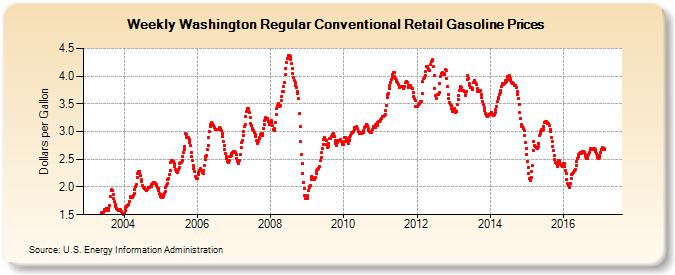 Weekly Washington Regular Conventional Retail Gasoline Prices
Dollars per Gallon
4.5
4.0
3.5
3.0
2.5
2.0
1.5
2004 2006 2008 2010 2012 2014 2016
Source: U.S. Energy Information Administration